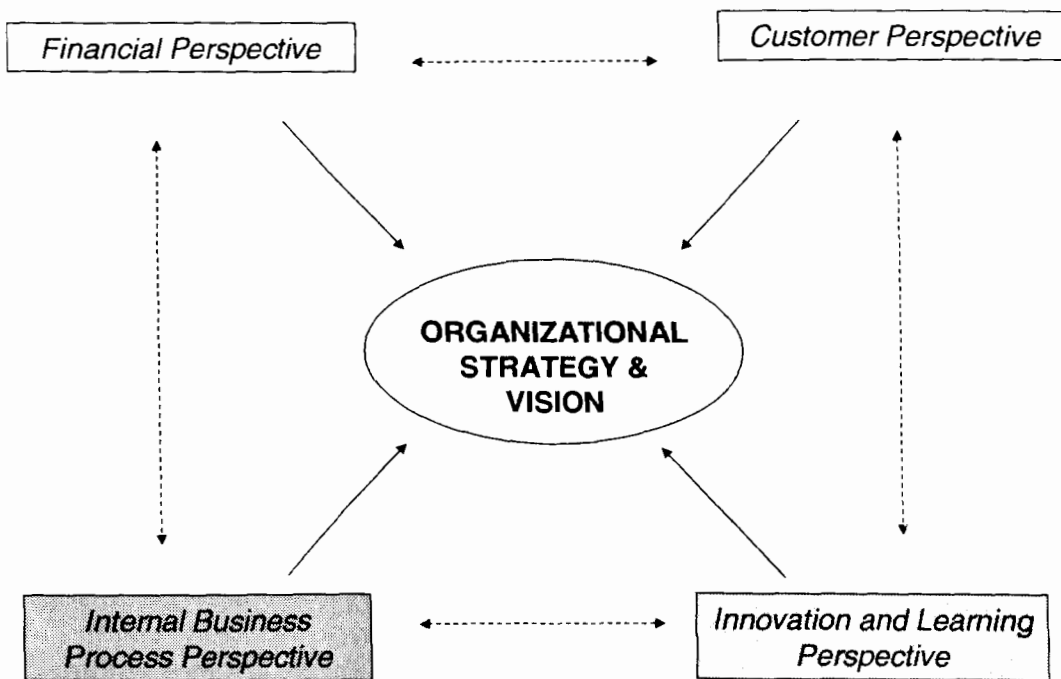 Financial Perspective
Customer Perspective
ORGANIZATIONAL
STRATEGY &
VISION
Internal Business
Process Perspective
Innovation and Learning
Perspective